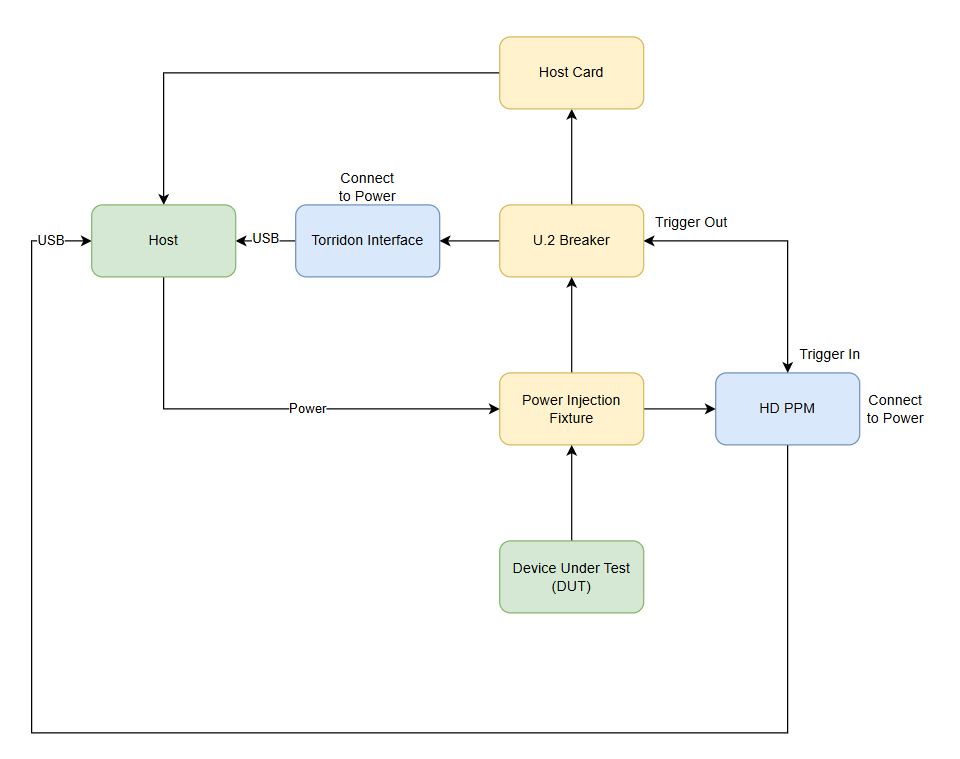 Host Card
Connect
to Power
Host
USB
Torridon Interface
U.2 Breaker
Trigger Out
USB
Trigger In
Power
Power Injection
Fixture
HD PPM
Connect
to Power
Device Under Test
(DUT)